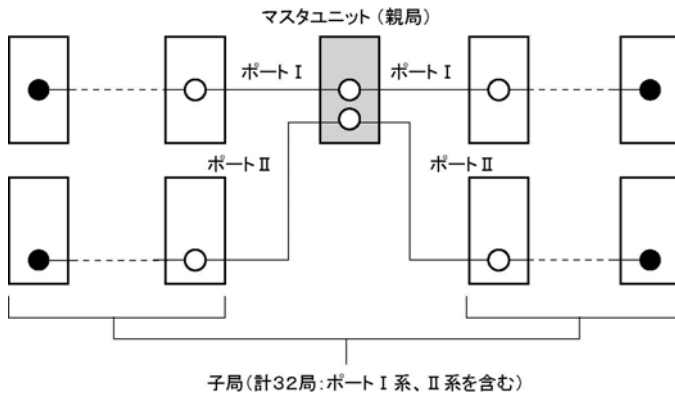 マスタユニット（親局）
ポートⅠ ポートⅠ
ポートⅡ ポートⅡ
子局（計32局：ポートⅠ系、Ⅱ系を含む）